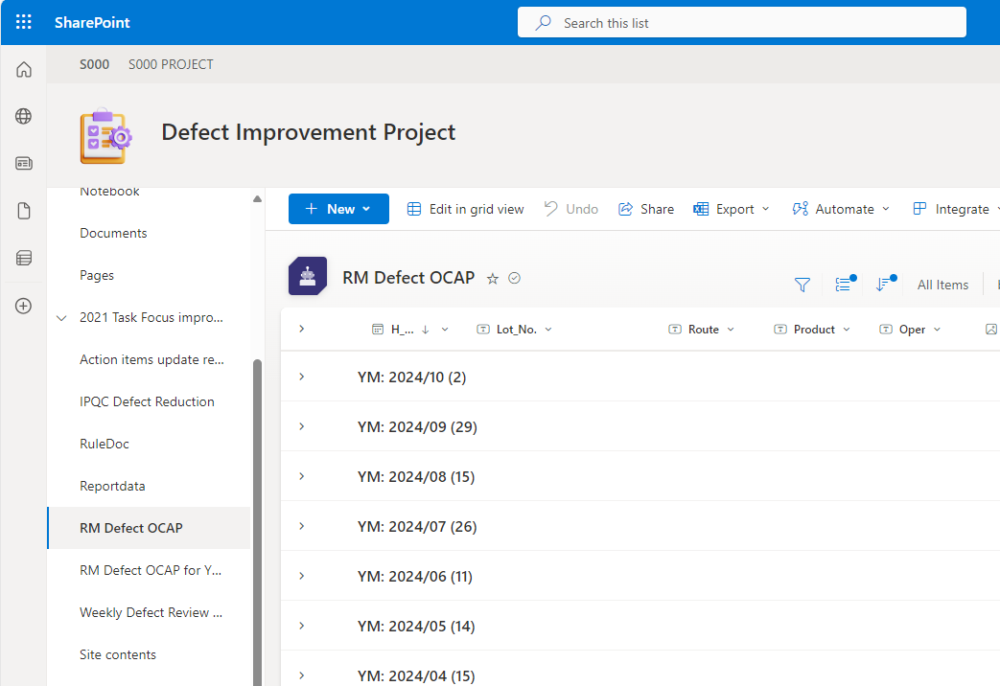 SharePoint
Search this list
S000 S000 PROJECT
Defect Improvement Project
Notebook
Documents
Pages
2021 Task Focus impro...
Action items update re...
IPQC Defect Reduction
RuleDoc
Reportdata
RM Defect OCAP
RM Defect OCAP for Y...
Weekly Defect Review ...
Site contents
New Edit in grid view Undo Share Export Automate Integrate
RM Defect OCAP
All Items
H_... Lot_No. Route Product Oper
YM: 2024/10 (2)
YM: 2024/09 (29)
YM: 2024/08 (15)
YM: 2024/07 (26)
YM: 2024/06 (11)
YM: 2024/05 (14)
YM: 2024/04 (15)